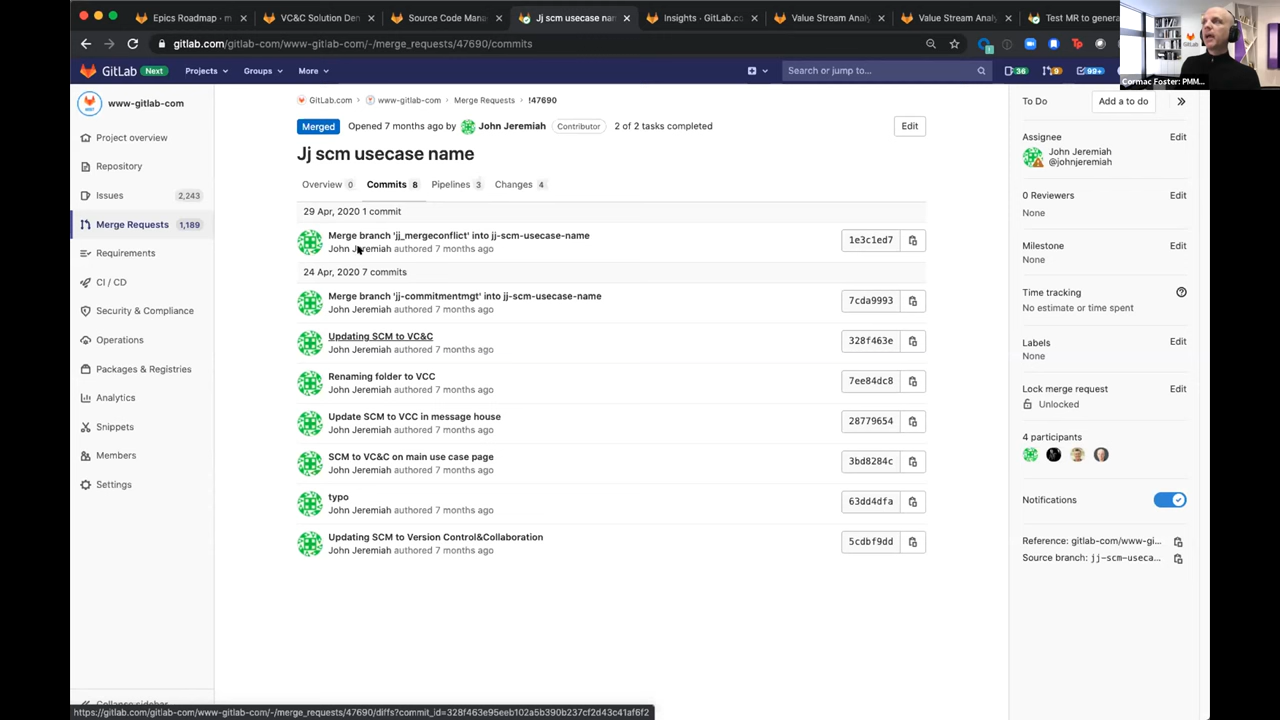 Epics Roadmap · m
VC&C Solution Den
Source Code Mana
Jj scm usecase nam
Insights · GitLab.co
Value Stream Analy
Value Stream Analy
Test MR to genera
gitlab.com/gitlab-com/www-gitlab-com/-/merge_requests/47690/commits
GitLab Next Projects Groups More Search or jump to... 36 9 99+
Cormac Foster: PMM...
www-gitlab-com
Project overview
Repository
Issues 2,243
Merge Requests 1,189
Requirements
CI / CD
Security & Compliance
Operations
Packages & Registries
Analytics
Snippets
Members
Settings
Collapse sidebar
GitLab.com › www-gitlab-com › Merge Requests › !47690
Merged Opened 7 months ago by John Jeremiah Contributor 2 of 2 tasks completed Edit
Jj scm usecase name
Overview 0 Commits 8 Pipelines 3 Changes 4
29 Apr, 2020 1 commit
Merge branch 'jj_mergeconflict' into jj-scm-usecase-name
John Jeremiah authored 7 months ago
1e3c1ed7
24 Apr, 2020 7 commits
Merge branch 'jj-commitmentmgt' into jj-scm-usecase-name
John Jeremiah authored 7 months ago
7cda9993
Updating SCM to VC&C
John Jeremiah authored 7 months ago
328f463e
Renaming folder to VCC
John Jeremiah authored 7 months ago
7ee84dc8
Update SCM to VCC in message house
John Jeremiah authored 7 months ago
28779654
SCM to VC&C on main use case page
John Jeremiah authored 7 months ago
3bd8284c
typo
John Jeremiah authored 7 months ago
63dd4dfa
Updating SCM to Version Control&Collaboration
John Jeremiah authored 7 months ago
5cdbf9dd
To Do Add a to do
Assignee Edit
John Jeremiah
@johnjeremiah
0 Reviewers Edit
None
Milestone Edit
None
Time tracking
No estimate or time spent
Labels Edit
None
Lock merge request Edit
Unlocked
4 participants
Notifications
Reference: gitlab-com/www-gi...
Source branch: jj-scm-useca...
https://gitlab.com/gitlab-com/www-gitlab-com/-/merge_requests/47690/diffs?commit_id=328f463e95eeb102a5b390b237cf2d43c41af6f2